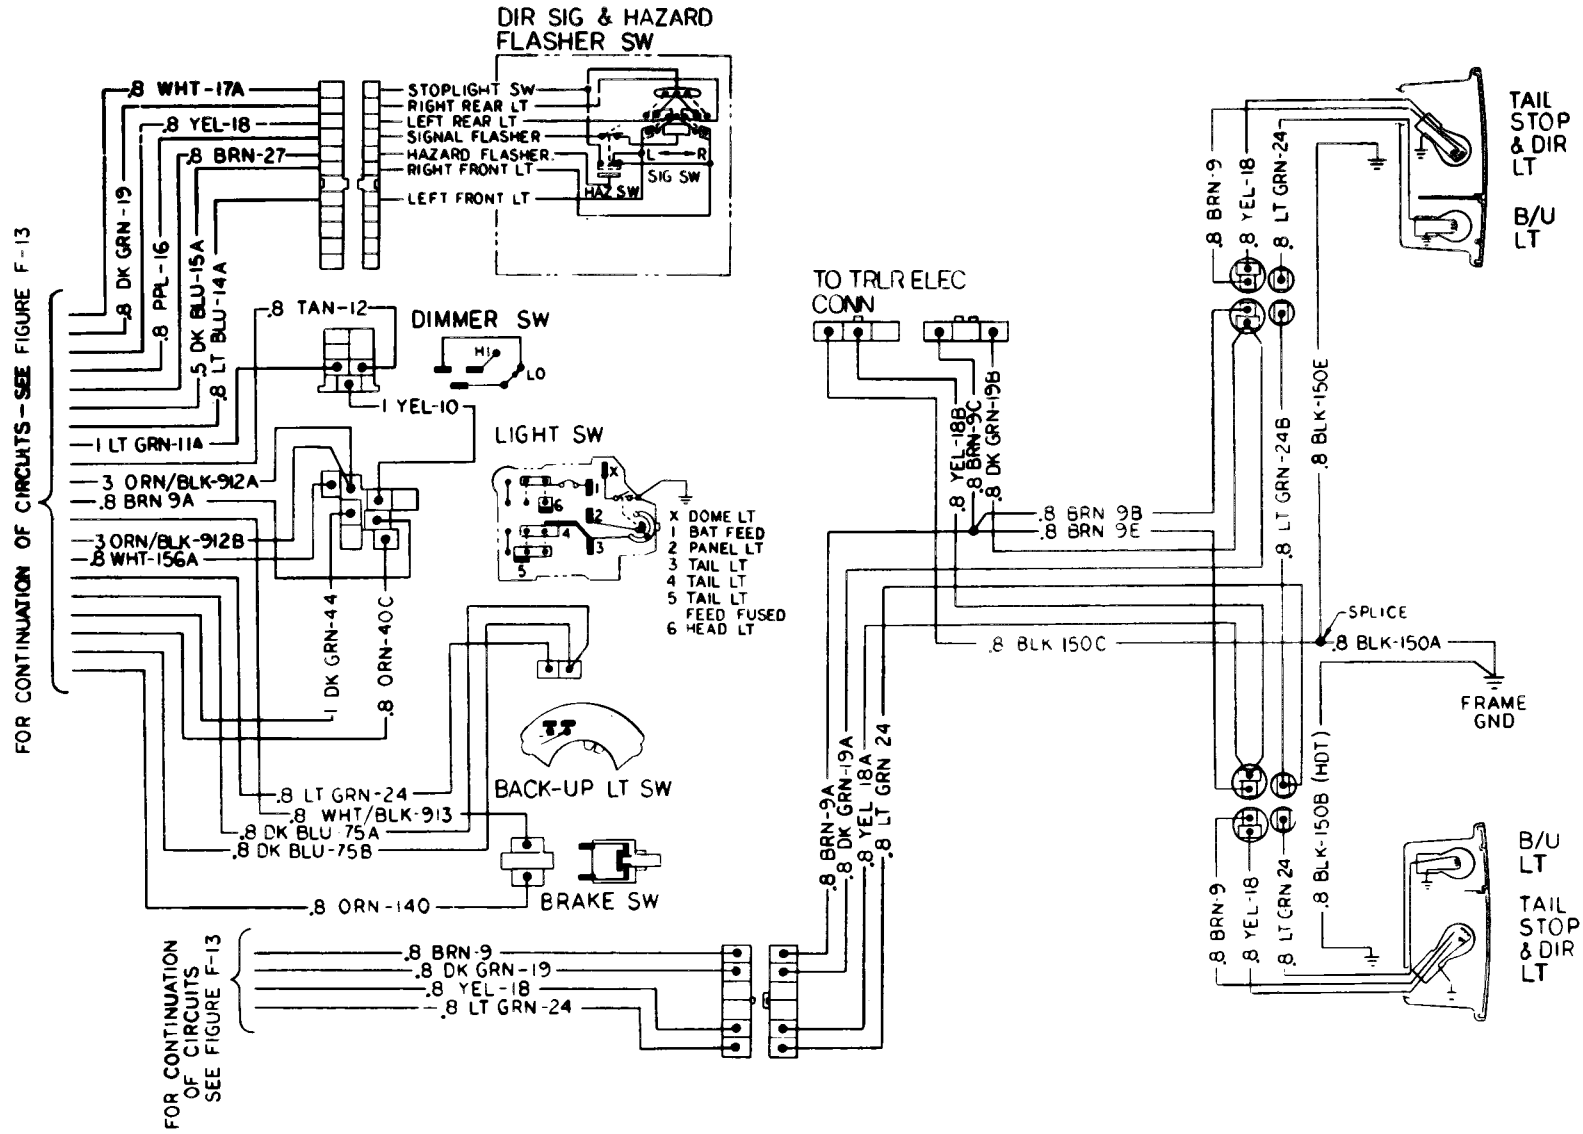 DIR SIG & HAZARD
FLASHER SW
.8 WHT-17A
.8 YEL-18
.8 BRN-27
.8 DK GRN-19
.8 PPL-16
.5 DK BLU-15A
.8 LT BLU-14A
STOPLIGHT SW
RIGHT REAR LT
LEFT REAR LT
SIGNAL FLASHER
HAZARD FLASHER
RIGHT FRONT LT
LEFT FRONT LT
L
R
SIG SW
HAZ SW
FOR CONTINUATION OF CIRCUITS-SEE FIGURE F-13
.8 TAN-12
DIMMER SW
HI
LO
1 YEL-10
1 LT GRN-11A
3 ORN/BLK-912A
.8 BRN 9A
3 ORN/BLK-912B
.8 WHT-156A
1 DK GRN-44
.8 ORN-40C
LIGHT SW
X
1
6
2
4
3
5
X DOME LT
1 BAT FEED
2 PANEL LT
3 TAIL LT
4 TAIL LT
5 TAIL LT
FEED FUSED
6 HEAD LT
BACK-UP LT SW
.8 LT GRN-24
.8 WHT/BLK-913
.8 DK BLU-75A
.8 DK BLU-75B
BRAKE SW
.8 ORN-140
FOR CONTINUATION
OF CIRCUITS
SEE FIGURE F-13
.8 BRN-9
.8 DK GRN-19
.8 YEL-18
.8 LT GRN-24
TO TRLR ELEC
CONN
.8 YEL-18B
.8 BRN-9C
.8 DK GRN-19B
.8 BRN 9B
.8 BRN 9E
.8 BRN-9A
.8 DK GRN-19A
.8 YEL 18A
.8 LT GRN 24
.8 BLK 150C
.8 BRN-9
.8 YEL-18
.8 LT GRN-24
.8 LT GRN-24B
.8 BLK-150E
SPLICE
.8 BLK-150A
FRAME
GND
.8 BLK-150B (HDT)
.8 BRN-9
.8 YEL-18
.8 LT GRN 24
TAIL
STOP
& DIR
LT
B/U
LT
B/U
LT
TAIL
STOP
& DIR
LT